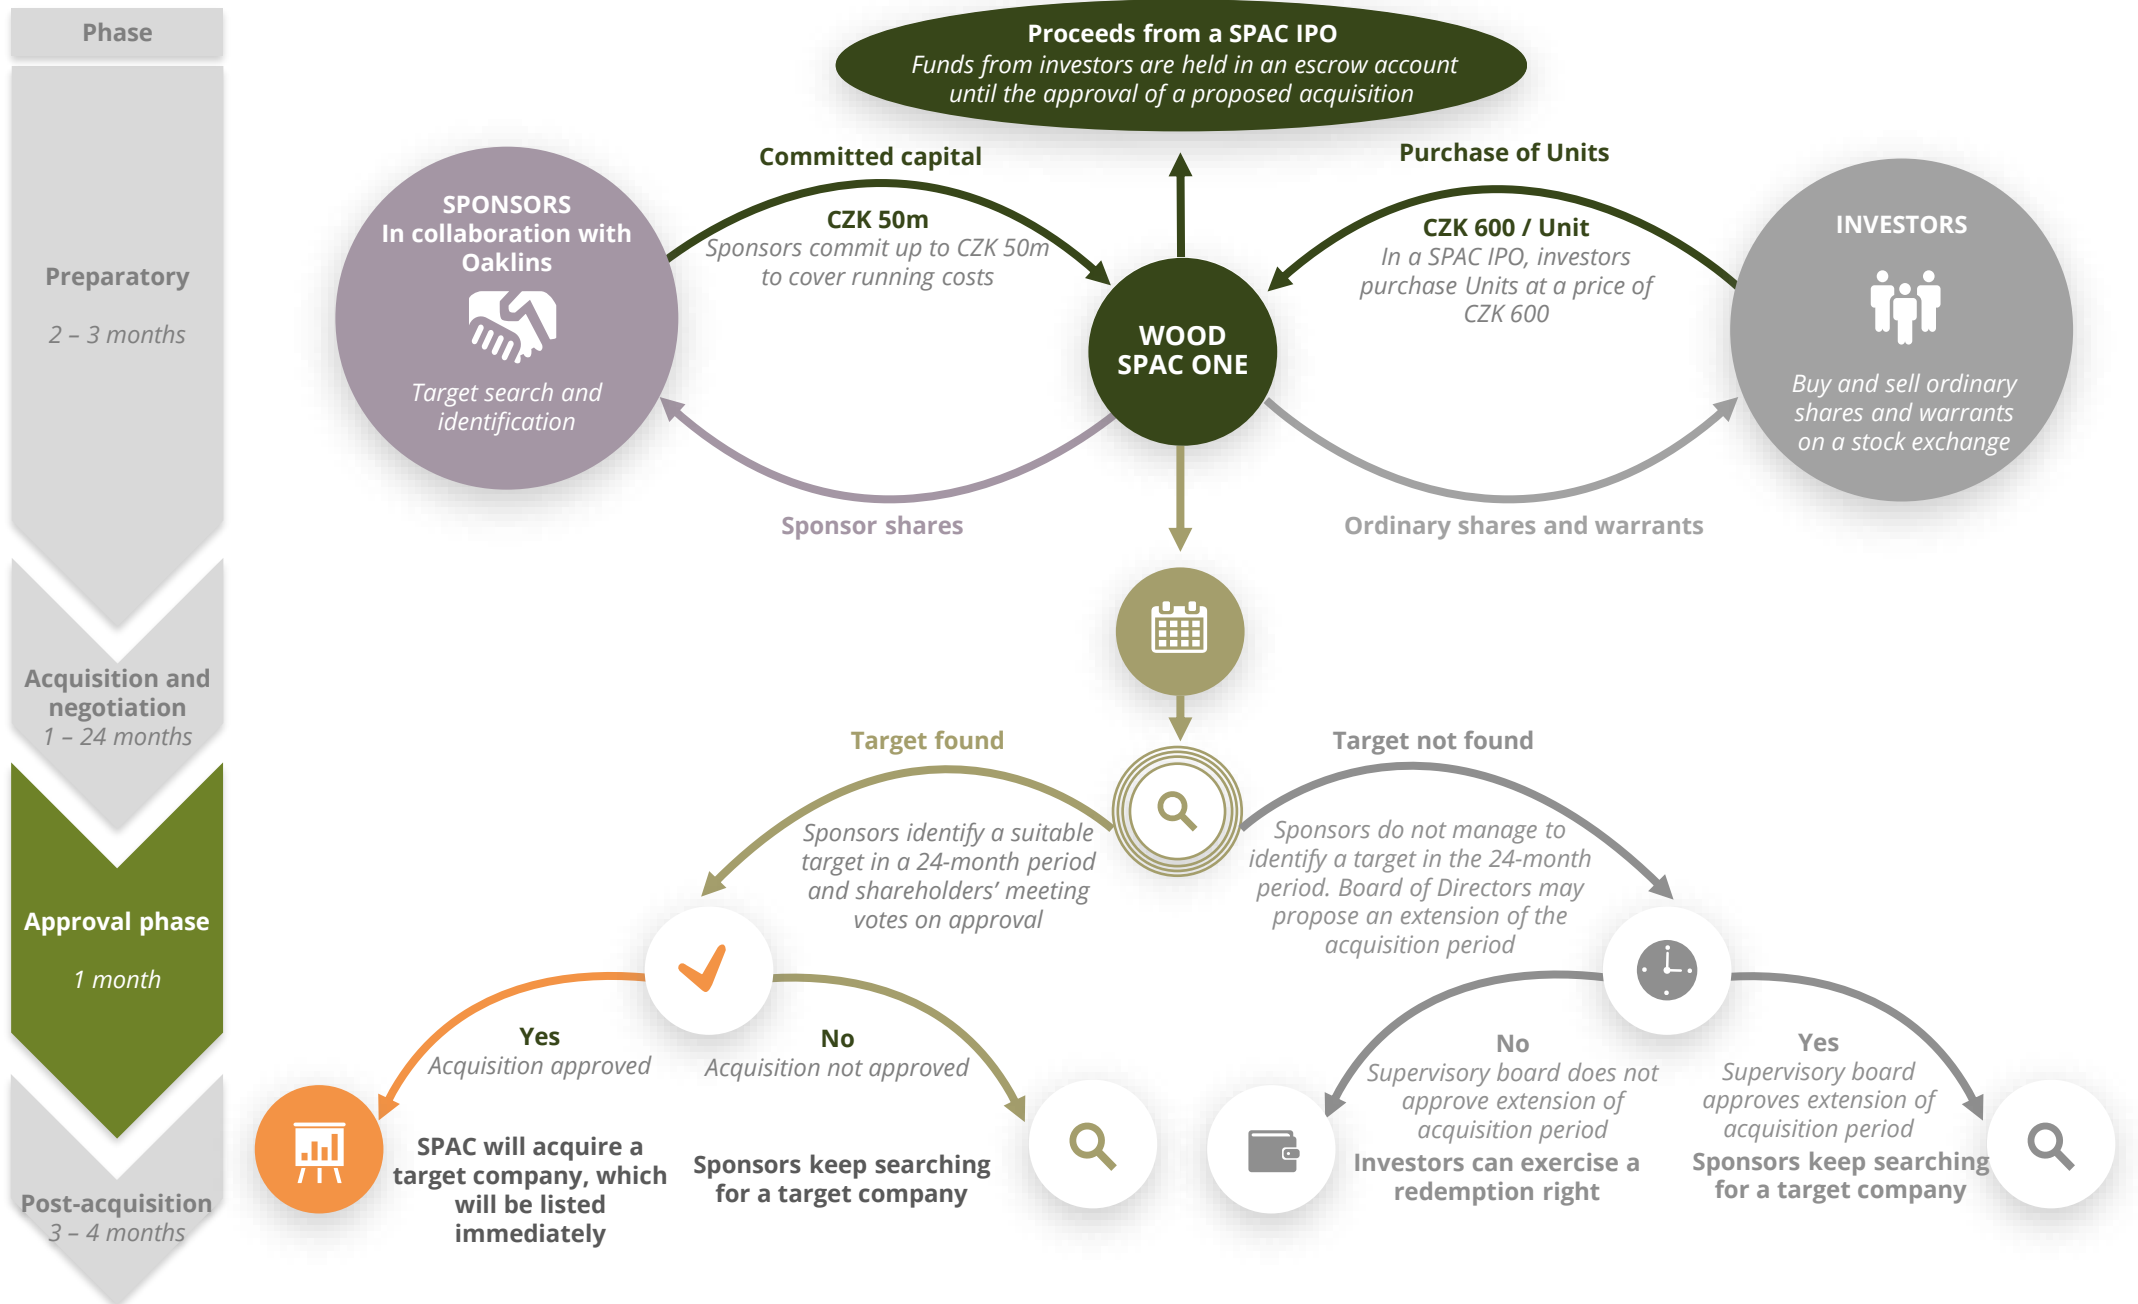 Phase
Preparatory
2 – 3 months
Acquisition and
negotiation
1 – 24 months
Approval phase
1 month
Post-acquisition
3 – 4 months
Proceeds from a SPAC IPO
Funds from investors are held in an escrow account
until the approval of a proposed acquisition
SPONSORS
In collaboration with
Oaklins
Target search and
identification
Committed capital
CZK 50m
Sponsors commit up to CZK 50m
to cover running costs
WOOD
SPAC ONE
Purchase of Units
CZK 600 / Unit
In a SPAC IPO, investors
purchase Units at a price of
CZK 600
INVESTORS
Buy and sell ordinary
shares and warrants
on a stock exchange
Sponsor shares
Ordinary shares and warrants
Target found
Sponsors identify a suitable
target in a 24-month period
and shareholders’ meeting
votes on approval
Target not found
Sponsors do not manage to
identify a target in the 24-month
period. Board of Directors may
propose an extension of the
acquisition period
Yes
Acquisition approved
SPAC will acquire a
target company, which
will be listed
immediately
No
Acquisition not approved
Sponsors keep searching
for a target company
No
Supervisory board does not
approve extension of
acquisition period
Investors can exercise a
redemption right
Yes
Supervisory board
approves extension of
acquisition period
Sponsors keep searching
for a target company